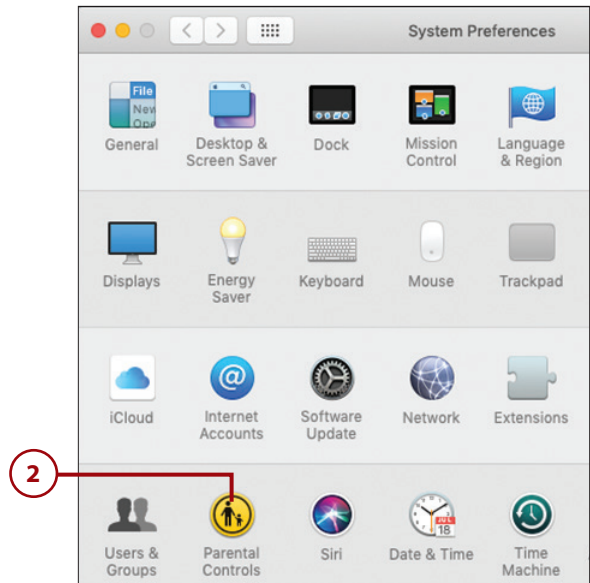 System Preferences
File
New
Ope
General
Desktop &
Screen Saver
Dock
Mission
Control
Language
& Region
Displays
Energy
Saver
Keyboard
Mouse
Trackpad
iCloud
@
Internet
Accounts
Software
Update
Network
Extensions
2
JUL
18
Users &
Groups
Parental
Controls
Siri
Date & Time
Time
Machine